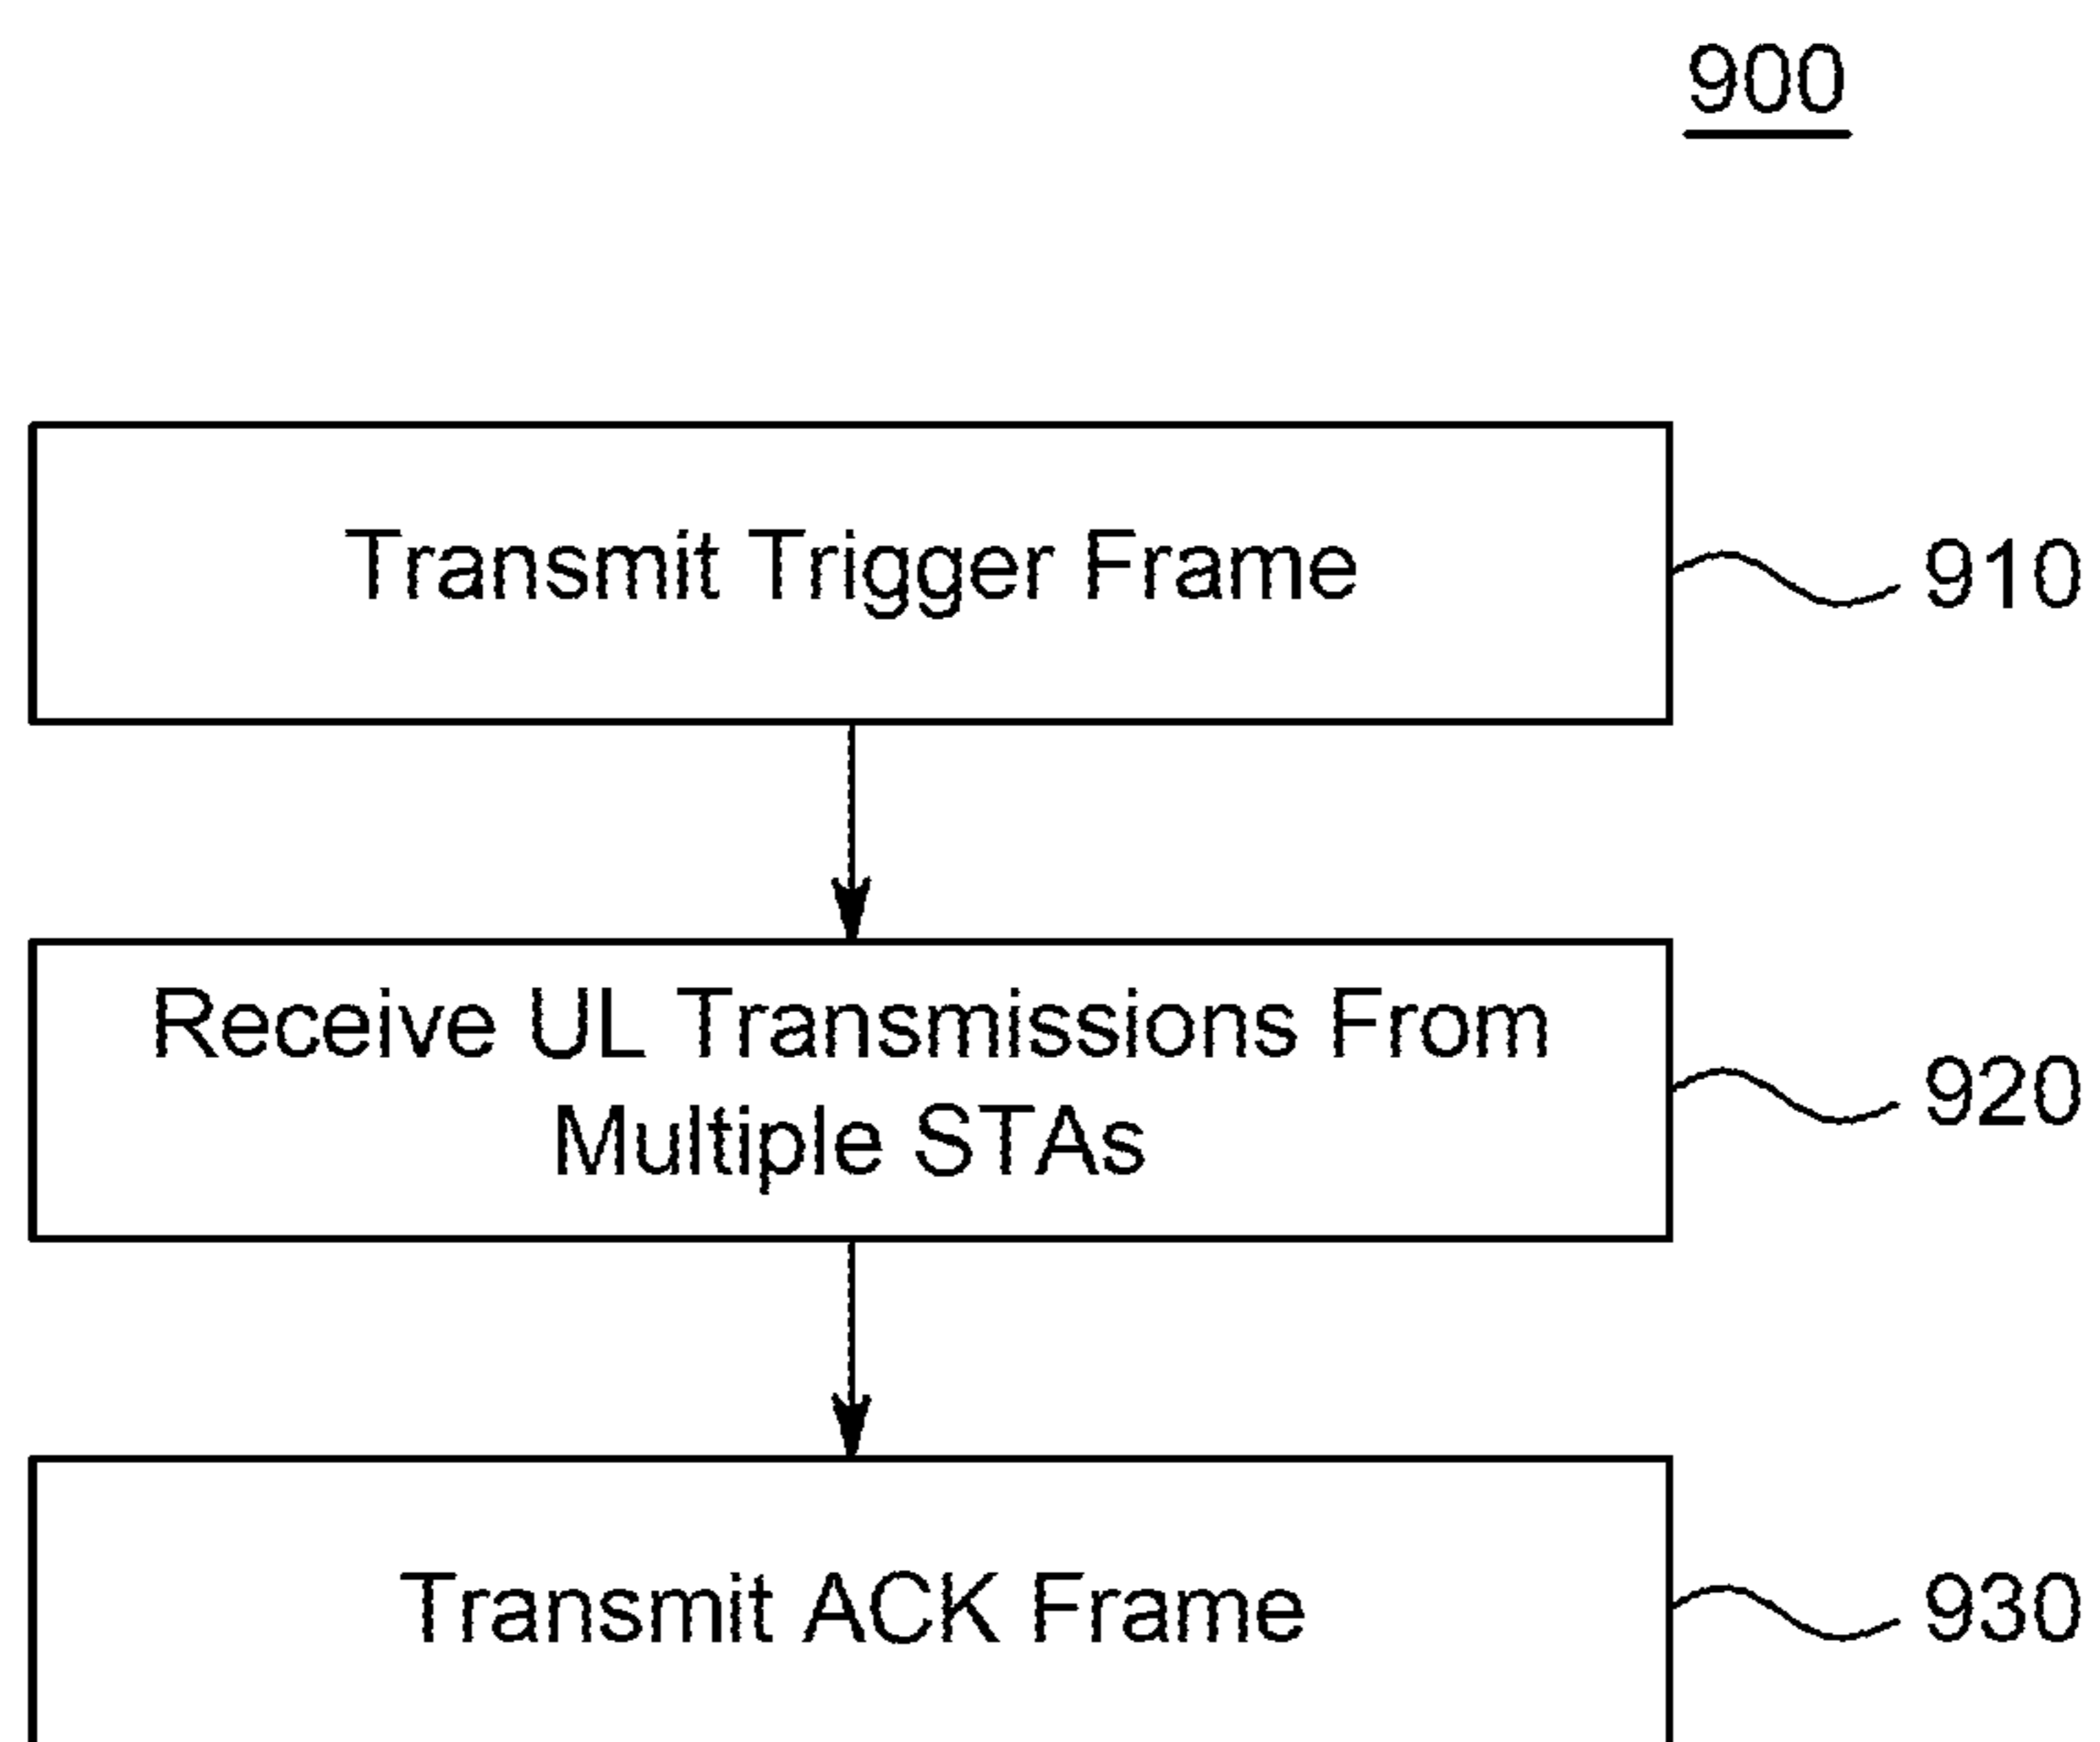 900
Transmit Trigger Frame
910
Receive UL Transmissions From
Multiple STAs
920
Transmit ACK Frame
930